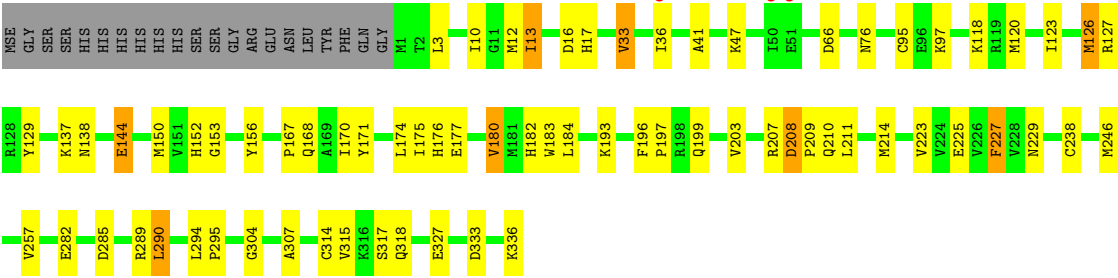 MSE GLY SER SER HIS HIS HIS HIS HIS HIS SER SER GLY ARG GLU ASN LEU TYR PHE GLN GLY M1 T2 L3 I10 G11 M12 I13 D16 H17 V33 I36 A41 K47 I50 E51 D66 N76 C95 E96 K97 K118 R119 M120 I123 M126 R127
R128 Y129 K137 N138 E144 M150 V151 H152 G153 Y156 P167 Q168 A169 I170 Y171 L174 I175 H176 E177 V180 M181 H182 W183 L184 K193 F196 P197 R198 Q199 V203 R207 D208 P209 Q210 L211 M214 V223 V224 E225 V226 F227 V228 N229 C238 M246
V257 E282 D285 R289 L290 L294 P295 G304 A307 C314 V315 K316 S317 Q318 E327 D333 K336